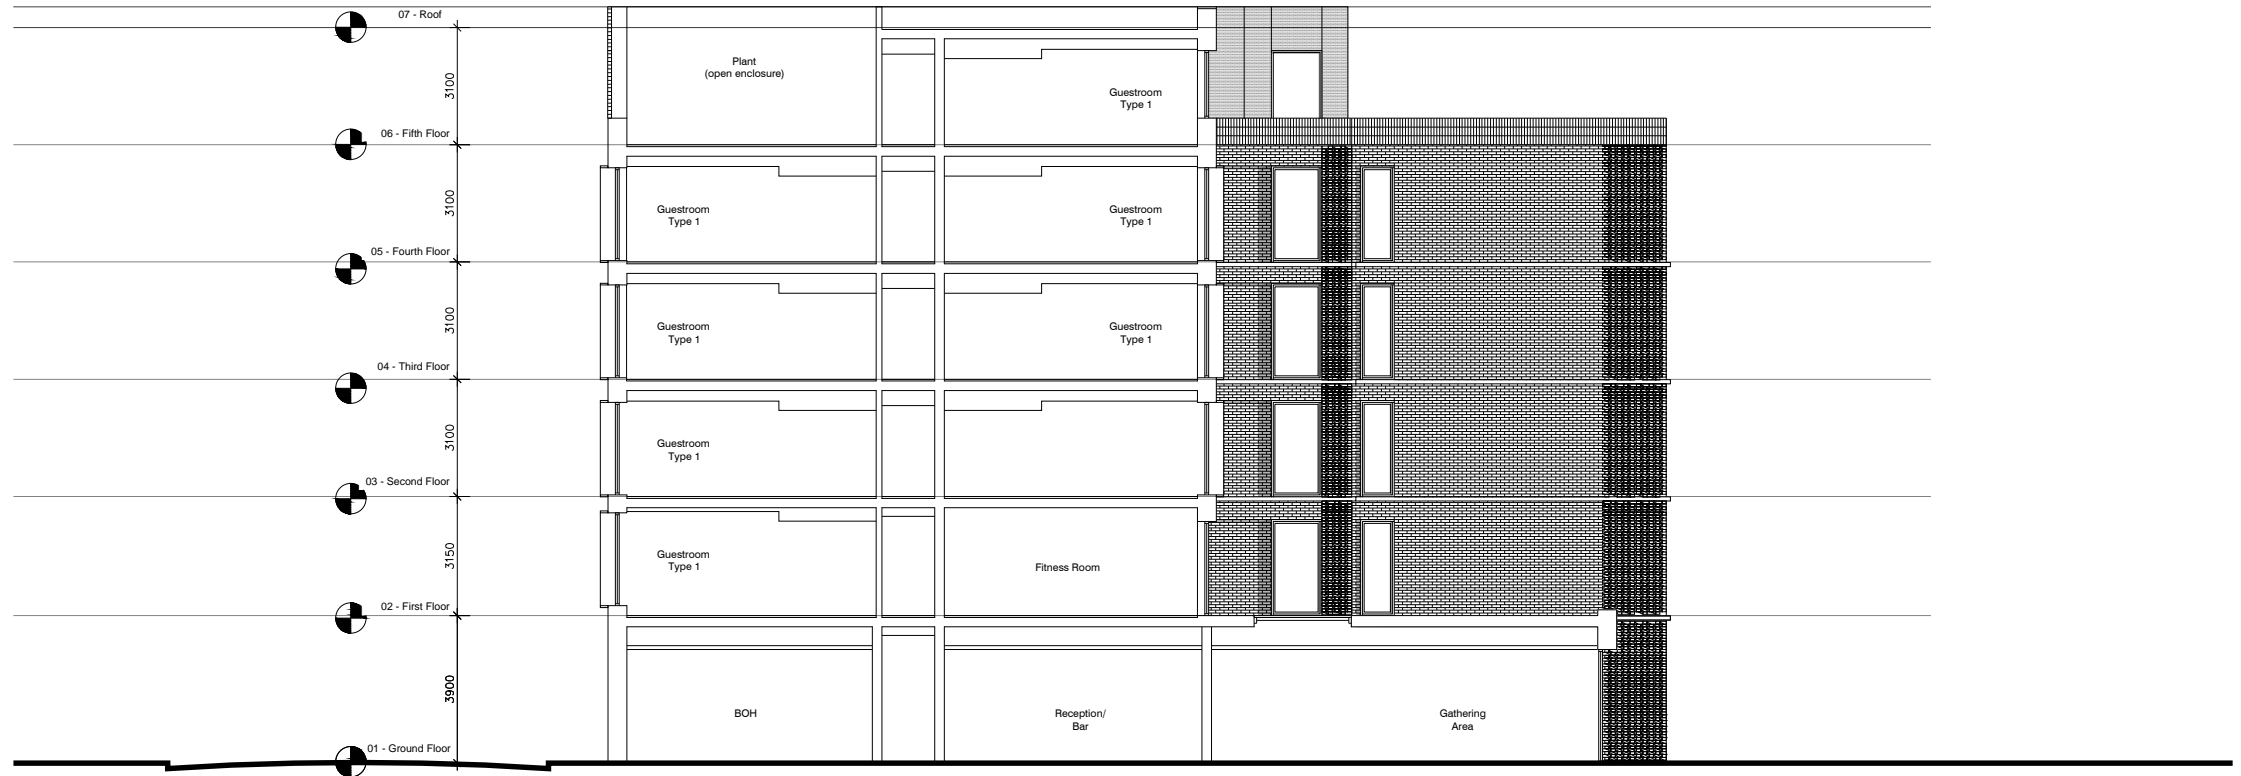 07 - Roof
Plant
(open enclosure)
3100
Guestroom
Type 1
06 - Fifth Floor
3100
Guestroom
Type 1
Guestroom
Type 1
05 - Fourth Floor
3100
Guestroom
Type 1
Guestroom
Type 1
04 - Third Floor
3100
Guestroom
Type 1
03 - Second Floor
3150
Guestroom
Type 1
Fitness Room
02 - First Floor
3900
BOH
Reception/
Bar
Gathering
Area
01 - Ground Floor